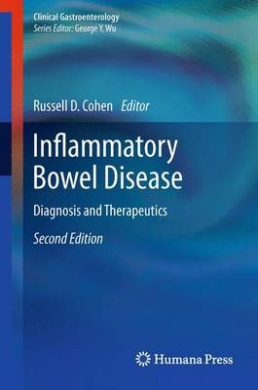 Clinical Gastroenterology
Series Editor: George Y. Wu
Russell D. Cohen Editor
Inflammatory
Bowel Disease
Diagnosis and Therapeutics
Second Edition
Humana Press